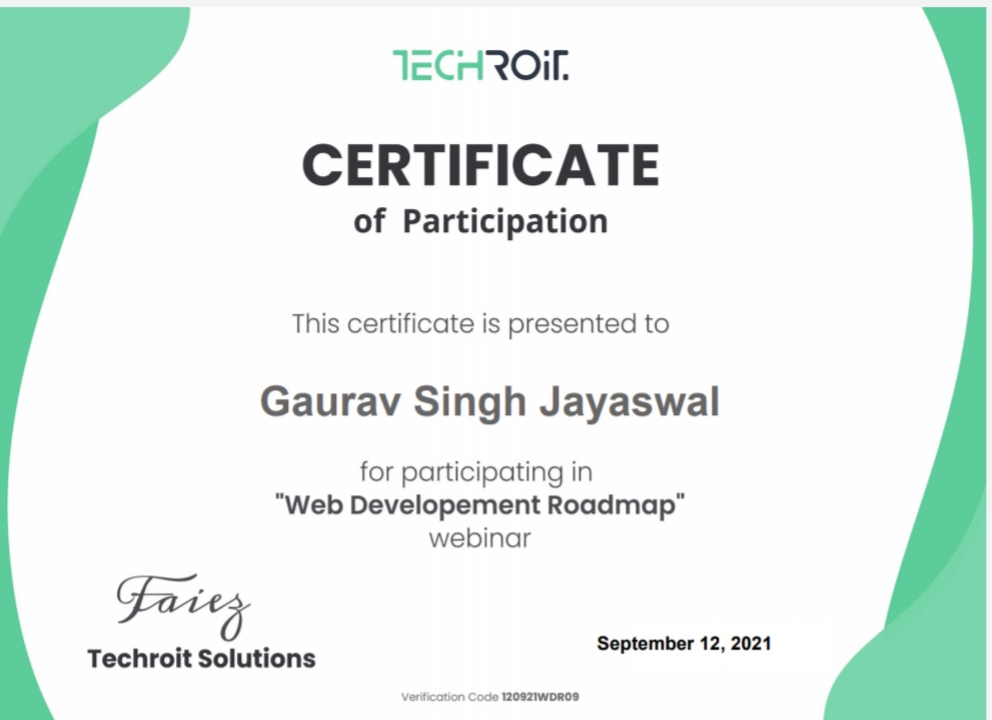 TECHROIT.
CERTIFICATE
of Participation
This certificate is presented to
Gaurav Singh Jayaswal
for participating in
"Web Developement Roadmap"
webinar
Faiez
Techroit Solutions
September 12, 2021
Verification Code 120921WDR09